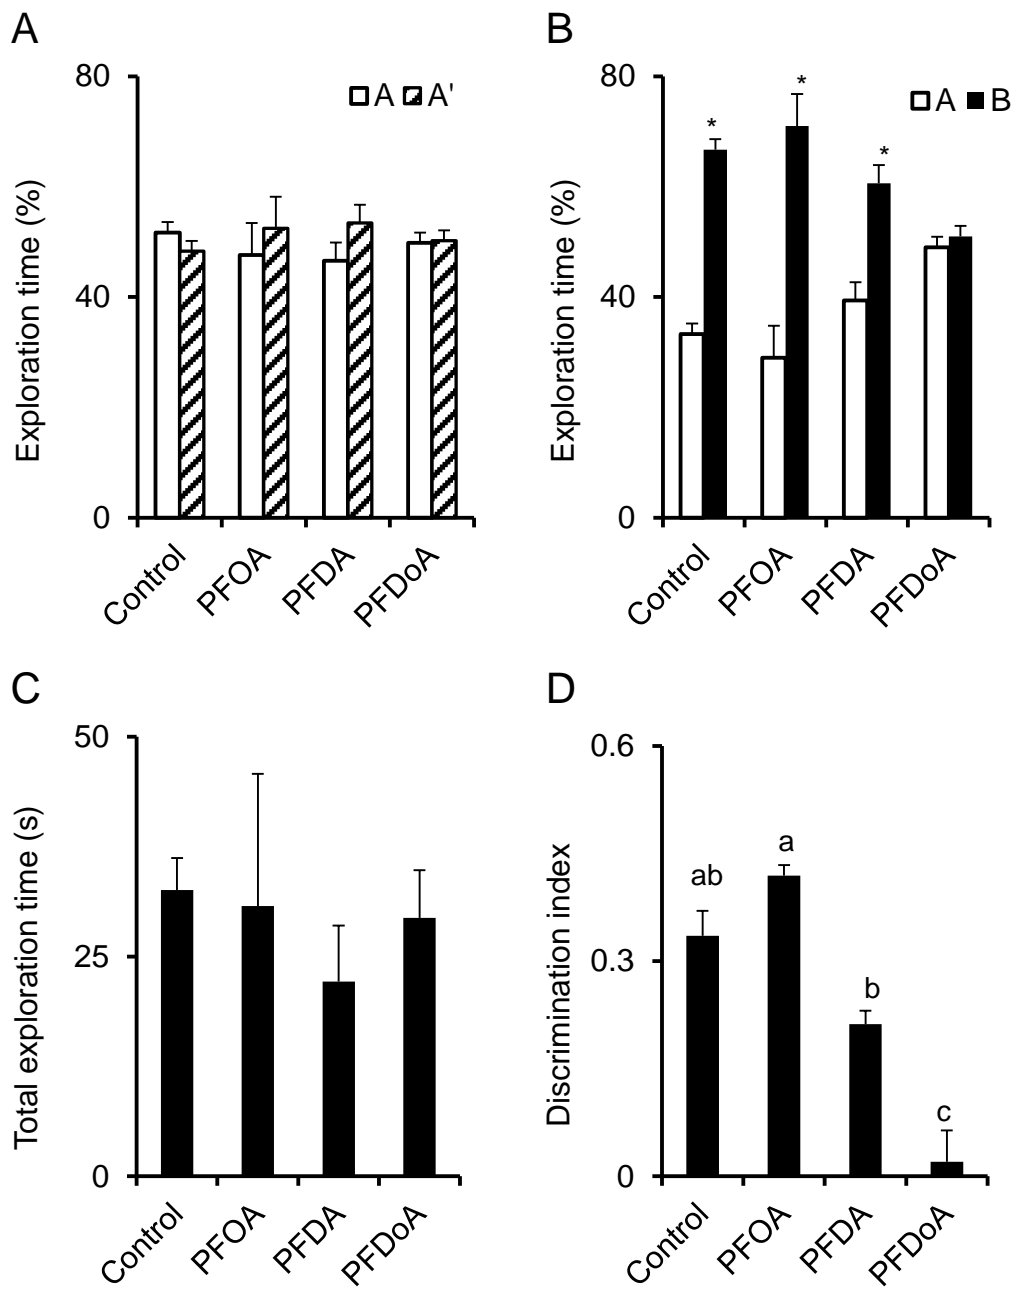 A
80
A A'
40
0
Exploration time (%)
Control
PFOA
PFDA
PFDoA
B
80
A B
*
*
*
40
0
Exploration time (%)
Control
PFOA
PFDA
PFDoA
C
50
25
0
Total exploration time (s)
Control
PFOA
PFDA
PFDoA
D
0.6
0.3
0
Discrimination index
ab
a
b
c
Control
PFOA
PFDA
PFDoA